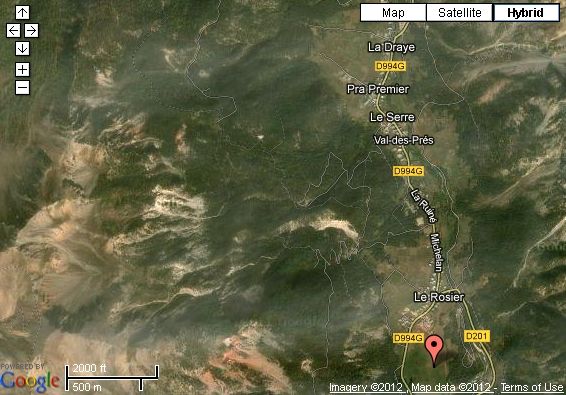 Map Satellite Hybrid
La Draye
D994G
Pra Premier
Le Serre
Val-des-Prés
D994G
La Ruine
Michelan
Le Rosier
D994G
D201
POWERED BY
Google
2000 ft
500 m
Imagery ©2012 , Map data ©2012 - Terms of Use